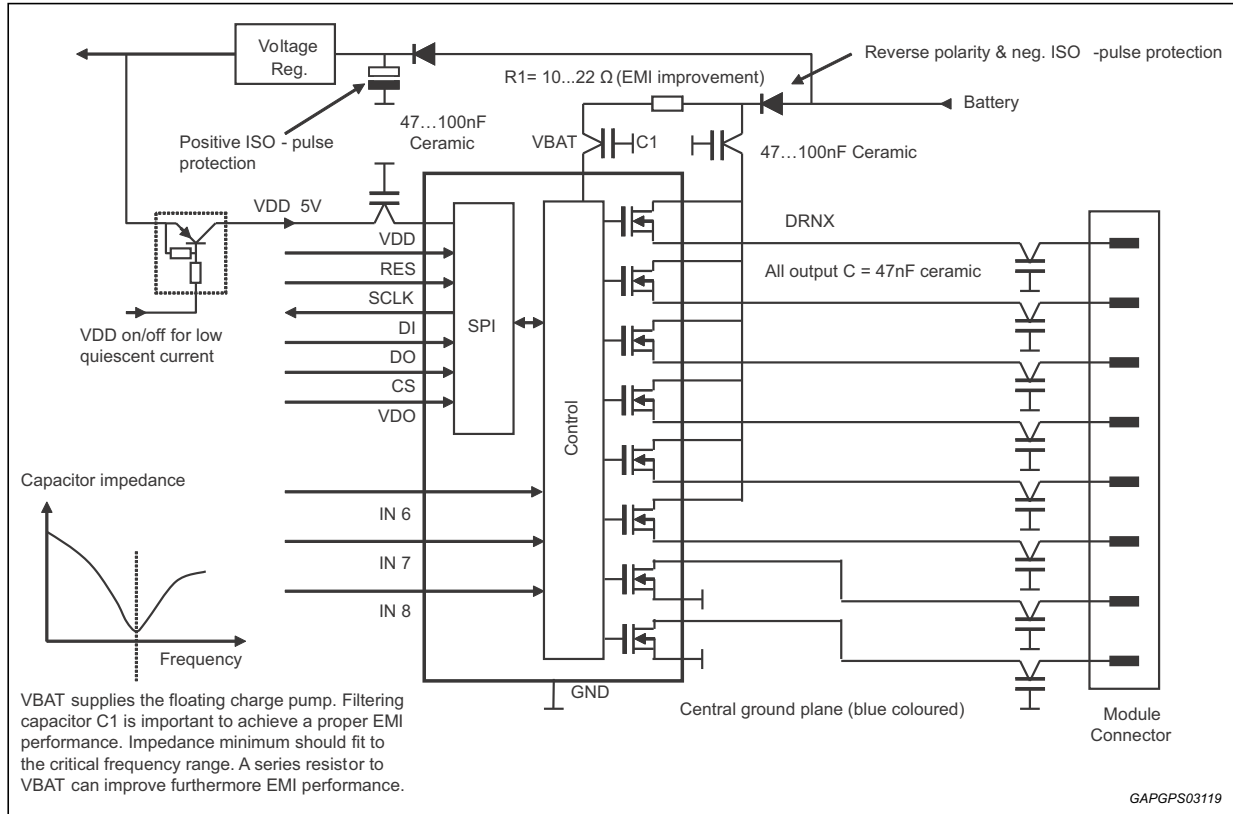 Voltage
Reg.
Reverse polarity & neg. ISO -pulse protection
R1= 10...22 Ω (EMI improvement)
Battery
Positive ISO - pulse
protection
47...100nF
Ceramic
VBAT
C1
47...100nF Ceramic
VDD 5V
DRNX
VDD
RES
All output C = 47nF ceramic
SCLK
SPI
VDD on/off for low
quiescent current
DI
DO
CS
VDO
Control
Capacitor impedance
IN 6
IN 7
IN 8
Frequency
GND
VBAT supplies the floating charge pump. Filtering
capacitor C1 is important to achieve a proper EMI
performance. Impedance minimum should fit to
the critical frequency range. A series resistor to
VBAT can improve furthermore EMI performance.
Central ground plane (blue coloured)
Module
Connector
GAPGPS03119